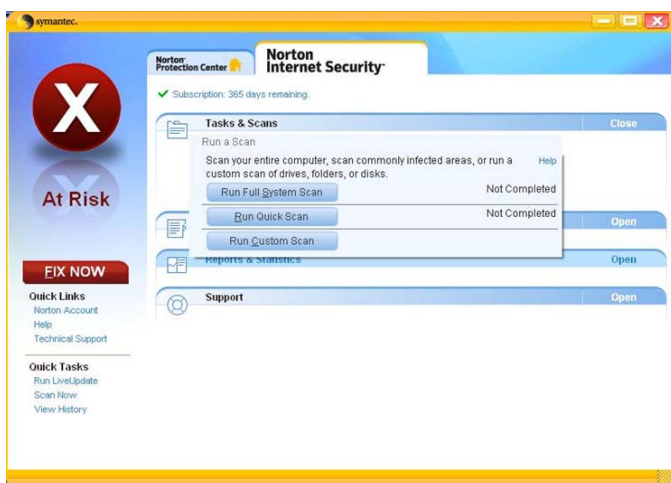 symantec.
Norton
Protection Center
Norton
Internet Security
Subscription: 365 days remaining.
Tasks & Scans
Close
Run a Scan
Scan your entire computer, scan commonly infected areas, or run a
custom scan of drives, folders, or disks.
Help
Run Full System Scan
Not Completed
Run Quick Scan
Not Completed
Run Custom Scan
Open
Reports & Statistics
Open
Support
Open
X
At Risk
FIX NOW
Quick Links
Norton Account
Help
Technical Support
Quick Tasks
Run LiveUpdate
Scan Now
View History